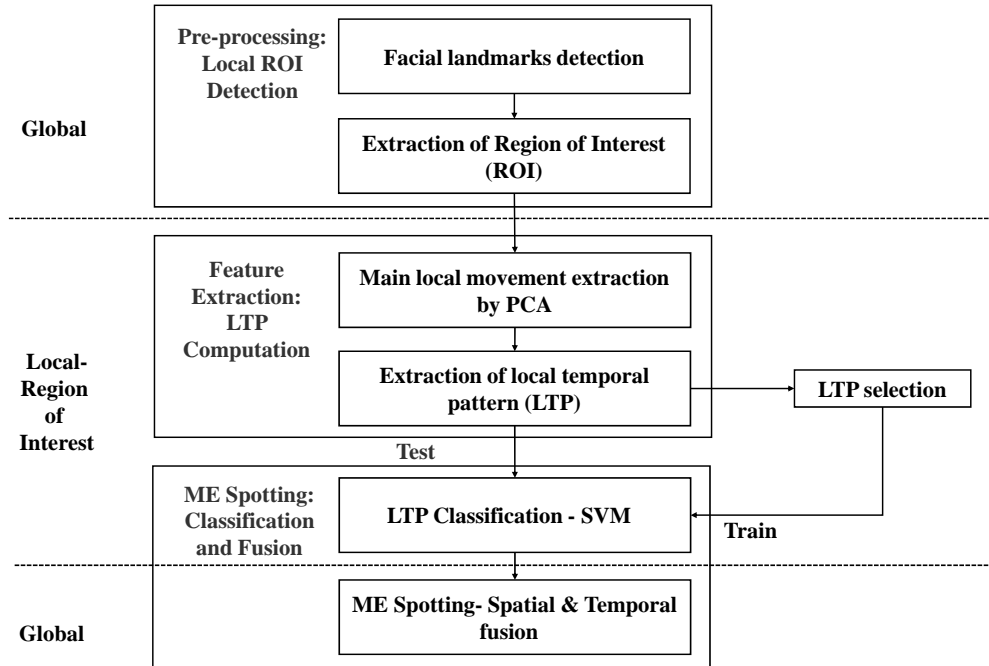 Pre-processing:
Local ROI
Detection
Facial landmarks detection
Global
Extraction of Region of Interest
(ROI)
Feature
Extraction:
LTP
Computation
Main local movement extraction
by PCA
Local-
Region
of
Interest
Extraction of local temporal
pattern (LTP)
LTP selection
Test
ME Spotting:
Classification
and Fusion
LTP Classification - SVM
Train
Global
ME Spotting- Spatial & Temporal
fusion